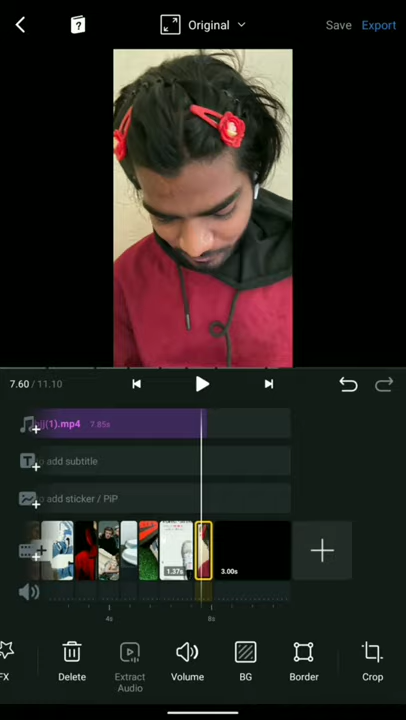 ?
Original
Save
Export
7.60 / 11.10
jj(1).mp4 7.85s
add subtitle
add sticker / PiP
1.37s
3.00s
4s
8s
FX
Delete
Extract
Audio
Volume
BG
Border
Crop